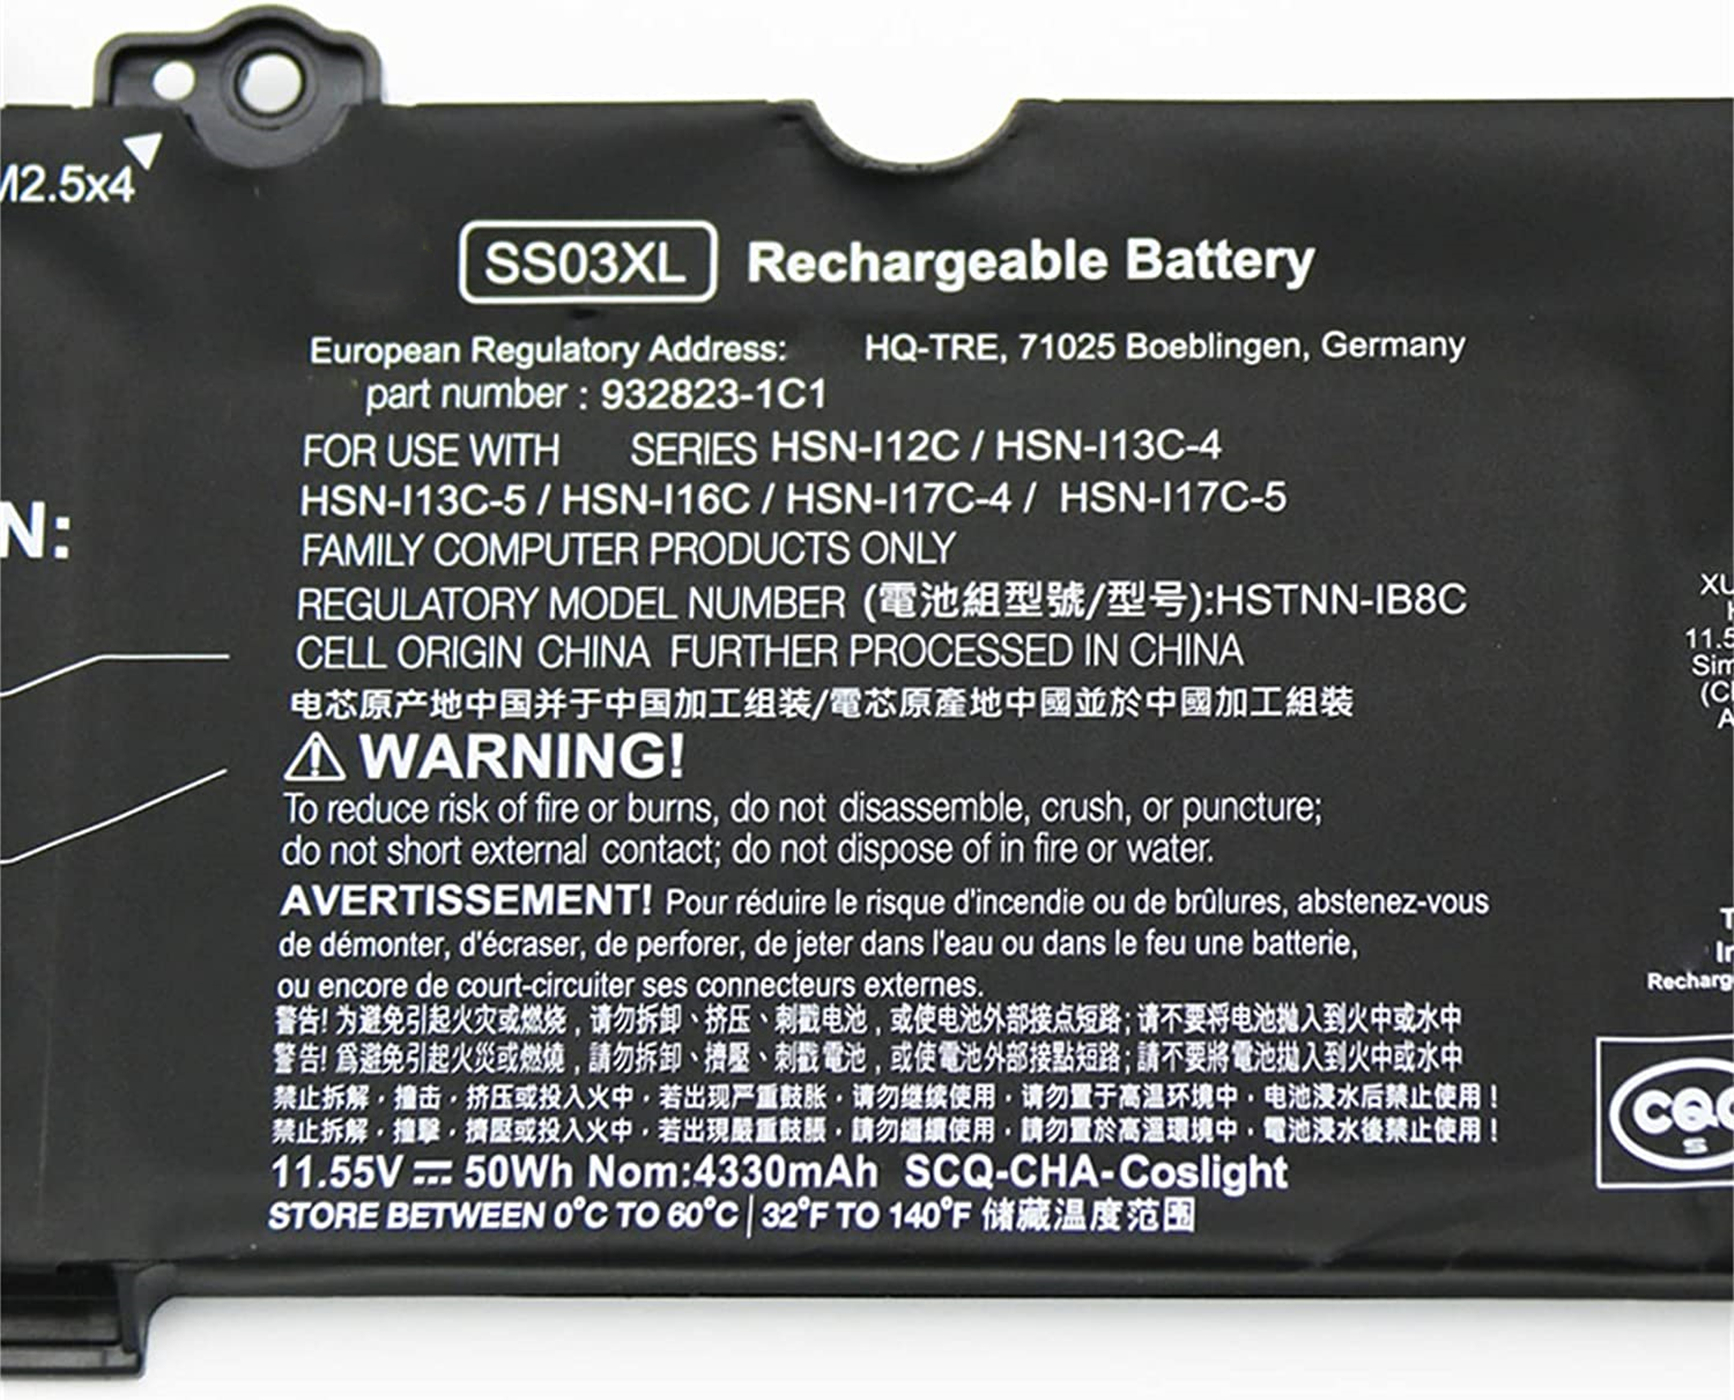 M2.5x4
SS03XL Rechargeable Battery
European Regulatory Address: HQ-TRE, 71025 Boeblingen, Germany
part number : 932823-1C1
FOR USE WITH SERIES HSN-I12C / HSN-I13C-4
HSN-I13C-5 / HSN-I16C / HSN-I17C-4 / HSN-I17C-5
N:
FAMILY COMPUTER PRODUCTS ONLY
REGULATORY MODEL NUMBER (電池組型號/型号):HSTNN-IB8C
CELL ORIGIN CHINA FURTHER PROCESSED IN CHINA
电芯原产地中国并于中国加工组装/電芯原產地中國並於中國加工組裝
⚠ WARNING!
To reduce risk of fire or burns, do not disassemble, crush, or puncture;
do not short external contact; do not dispose of in fire or water.
AVERTISSEMENT! Pour réduire le risque d'incendie ou de brûlures, abstenez-vous
de démonter, d'écraser, de perforer, de jeter dans l'eau ou dans le feu une batterie,
ou encore de court-circuiter ses connecteurs externes.
警告! 为避免引起火灾或燃烧，请勿拆卸、挤压、刺戳电池，或使电池外部接点短路; 请不要将电池抛入到火中或水中
警告! 爲避免引起火災或燃燒，請勿拆卸、擠壓、刺戳電池，或使電池外部接點短路; 請不要將電池拋入到火中或水中
禁止拆解，撞击，挤压或投入火中，若出现严重鼓胀，请勿继续使用，请勿置于高温环境中，电池浸水后禁止使用！
禁止拆解，撞擊，擠壓或投入火中，若出現嚴重鼓脹，請勿繼續使用，請勿置於高溫環境中，電池浸水後禁止使用！
11.55V ⎓ 50Wh Nom:4330mAh SCQ-CHA-Coslight
STORE BETWEEN 0°C TO 60°C | 32°F TO 140°F 储藏温度范围
XU
11.5
Sim
(C
A
T
In
Recharg
CQC
S